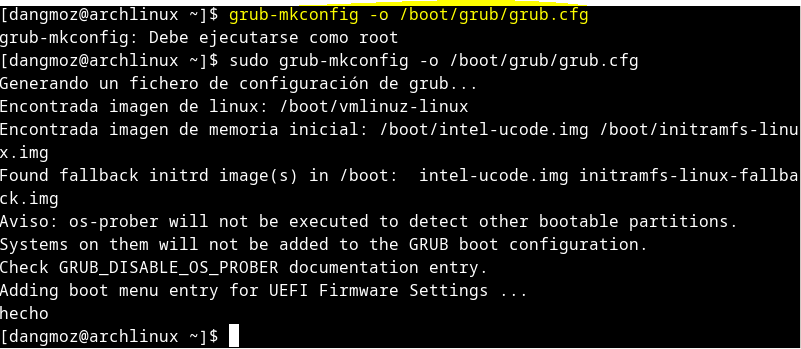 [dangmoz@archlinux ~]$ grub-mkconfig -o /boot/grub/grub.cfg
grub-mkconfig: Debe ejecutarse como root
[dangmoz@archlinux ~]$ sudo grub-mkconfig -o /boot/grub/grub.cfg
Generando un fichero de configuración de grub...
Encontrada imagen de linux: /boot/vmlinuz-linux
Encontrada imagen de memoria inicial: /boot/intel-ucode.img /boot/initramfs-linu
x.img
Found fallback initrd image(s) in /boot:  intel-ucode.img initramfs-linux-fallba
ck.img
Aviso: os-prober will not be executed to detect other bootable partitions.
Systems on them will not be added to the GRUB boot configuration.
Check GRUB_DISABLE_OS_PROBER documentation entry.
Adding boot menu entry for UEFI Firmware Settings ...
hecho
[dangmoz@archlinux ~]$